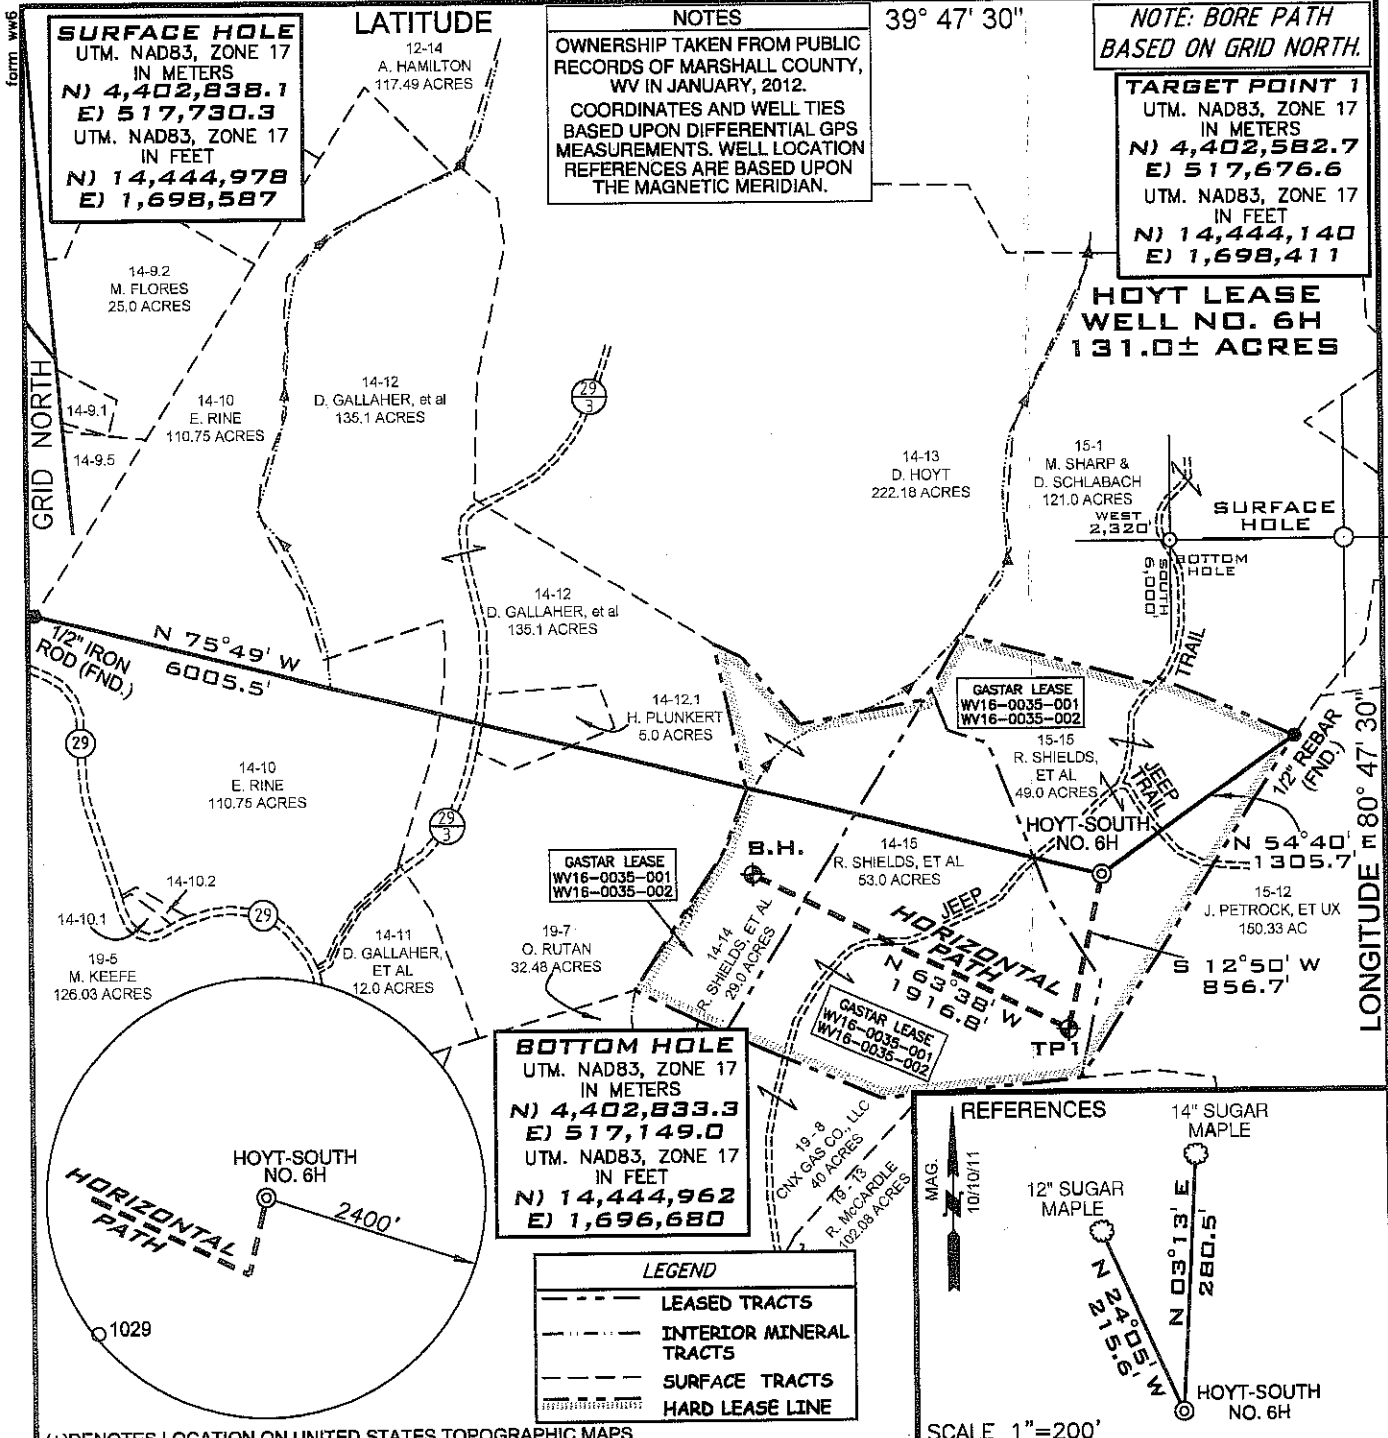 form ww6
SURFACE HOLE
UTM. NAD83, ZONE 17
IN METERS
N) 4,402,838.1
E) 517,730.3
UTM. NAD83, ZONE 17
IN FEET
N) 14,444,978
E) 1,698,587
LATITUDE
39° 47' 30"
12-14
A. HAMILTON
117.49 ACRES
NOTES
OWNERSHIP TAKEN FROM PUBLIC
RECORDS OF MARSHALL COUNTY,
WV IN JANUARY, 2012.
COORDINATES AND WELL TIES
BASED UPON DIFFERENTIAL GPS
MEASUREMENTS. WELL LOCATION
REFERENCES ARE BASED UPON
THE MAGNETIC MERIDIAN.
NOTE: BORE PATH
BASED ON GRID NORTH.
TARGET POINT 1
UTM. NAD83, ZONE 17
IN METERS
N) 4,402,582.7
E) 517,676.6
UTM. NAD83, ZONE 17
IN FEET
N) 14,444,140
E) 1,698,411
HOYT LEASE
WELL NO. 6H
131.0± ACRES
14-9.2
M. FLORES
25.0 ACRES
GRID NORTH
14-9.1
14-9.5
14-10
E. RINE
110.75 ACRES
14-12
D. GALLAHER, et al
135.1 ACRES
29
3
14-13
D. HOYT
222.18 ACRES
15-1
M. SHARP &
D. SCHLABACH
121.0 ACRES
WEST
2,320'
SURFACE
HOLE
BOTTOM
HOLE
SOUTH
6,000'
14-12
D. GALLAHER, et al
135.1 ACRES
1/2" IRON
ROD (FND.)
N 75°49' W
6005.5'
TRAIL
GASTAR LEASE
WV16-0035-001
WV16-0035-002
14-12.1
H. PLUNKERT
5.0 ACRES
15-15
R. SHIELDS,
ET AL
49.0 ACRES
JEEP
TRAIL
1/2" REBAR
(FND.)
LONGITUDE 80° 47' 30"
29
14-10
E. RINE
110.75 ACRES
29
3
HOYT-SOUTH
NO. 6H
N 54°40' E
1305.7'
B.H.
14-15
R. SHIELDS, ET AL
53.0 ACRES
GASTAR LEASE
WV16-0035-001
WV16-0035-002
14-10.2
14-10.1
29
JEEP
15-12
J. PETROCK, ET UX
150.33 AC
14-14
R. SHIELDS, ET AL
29.0 ACRES
HORIZONTAL
PATH
N 63°38' W
1916.8'
19-5
M. KEEFE
126.03 ACRES
14-11
D. GALLAHER,
ET AL
12.0 ACRES
19-7
O. RUTAN
32.48 ACRES
S 12°50' W
856.7'
GASTAR LEASE
WV16-0035-001
WV16-0035-002
TP1
BOTTOM HOLE
UTM. NAD83, ZONE 17
IN METERS
N) 4,402,833.3
E) 517,149.0
UTM. NAD83, ZONE 17
IN FEET
N) 14,444,962
E) 1,696,680
19-8
CNX GAS CO., LLC
40 ACRES
19-13
R. McCARDLE
102.08 ACRES
HOYT-SOUTH
NO. 6H
2400'
HORIZONTAL
PATH
1029
LEGEND
LEASED TRACTS
INTERIOR MINERAL
TRACTS
SURFACE TRACTS
HARD LEASE LINE
REFERENCES
MAG.
10/10/11
14" SUGAR
MAPLE
12" SUGAR
MAPLE
N 03°13' E
280.5'
N 24°05' W
215.6'
HOYT-SOUTH
NO. 6H
SCALE 1"=200'
(+)DENOTES LOCATION ON UNITED STATES TOPOGRAPHIC MAPS